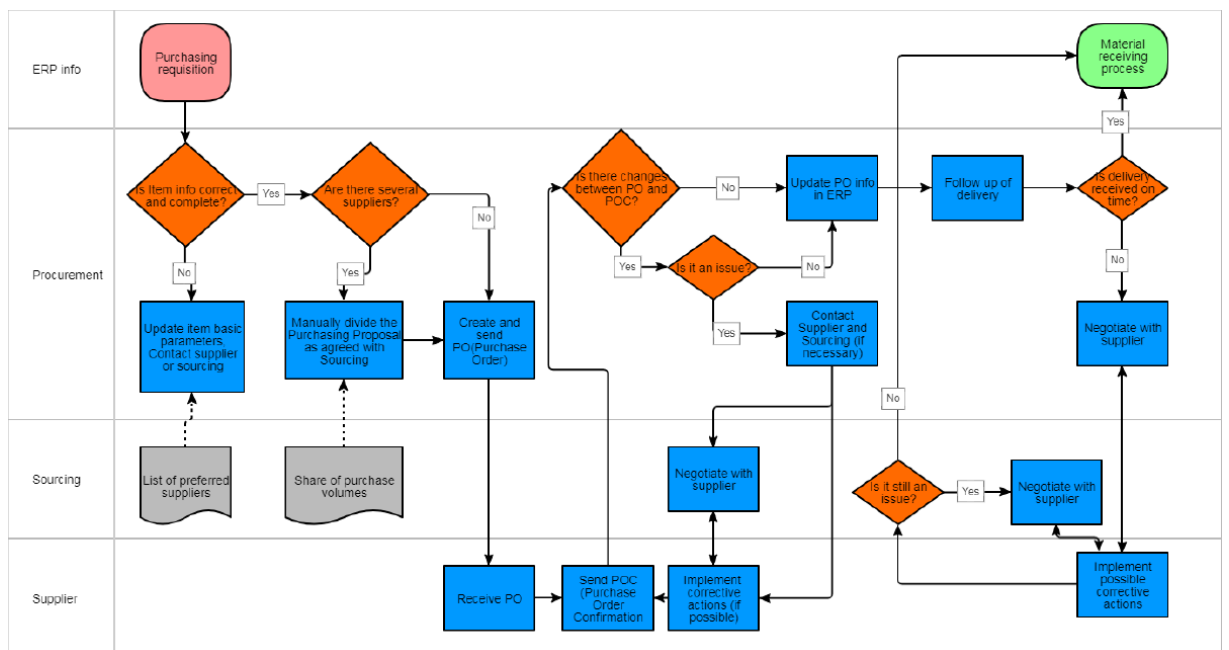 ERP info
Purchasing
requisition
Material
receiving
process
Yes
Procurement
Is Item info correct
and complete?
Yes
Are there several
suppliers?
No
Is there changes
between PO and
POC?
No
Update PO info
in ERP
Follow up of
delivery
Is delivery
received on
time?
No
Yes
No
Yes
Is it an issue?
No
Yes
Update item basic
parameters,
Contact supplier
or sourcing
Manually divide the
Purchasing Proposal
as agreed with
Sourcing
Create and
send
PO(Purchase
Order)
Contact
Supplier and
Sourcing (if
necessary)
Negotiate with
supplier
No
Sourcing
List of preferred
suppliers
Share of purchase
volumes
Negotiate with
supplier
Is it still an
issue?
Yes
Negotiate with
supplier
Supplier
Receive PO
Send POC
(Purchase
Order
Confirmation
Implement
corrective
actions (if
possible)
Implement
possible
corrective
actions